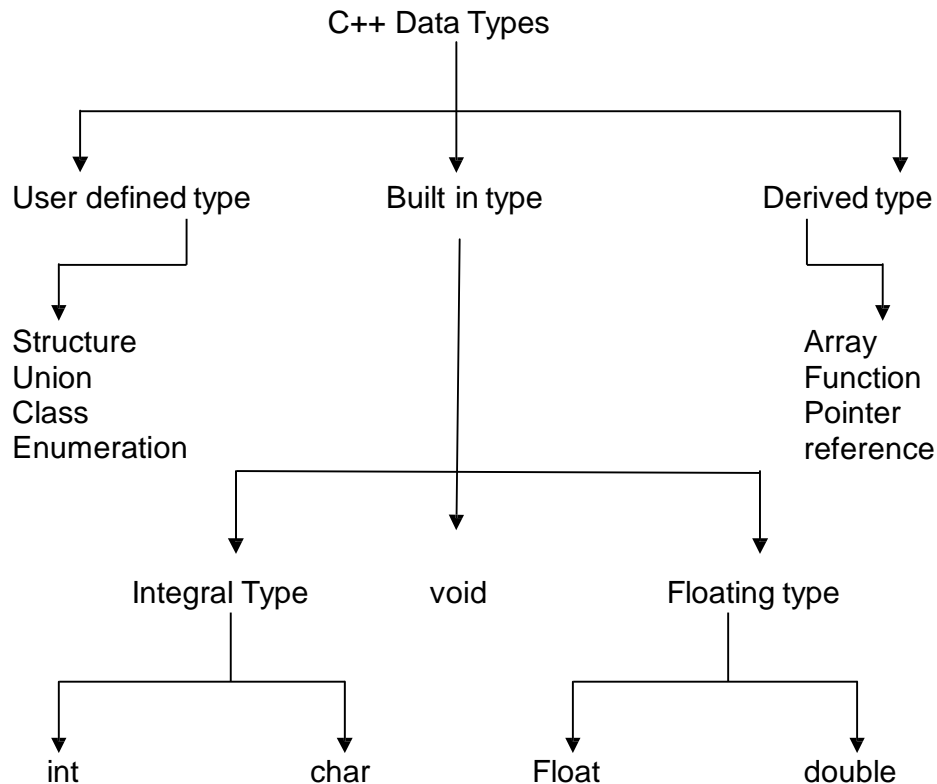 C++ Data Types
User defined type
Built in type
Derived type
Structure
Union
Class
Enumeration
Array
Function
Pointer
reference
Integral Type
void
Floating type
int
char
Float
double